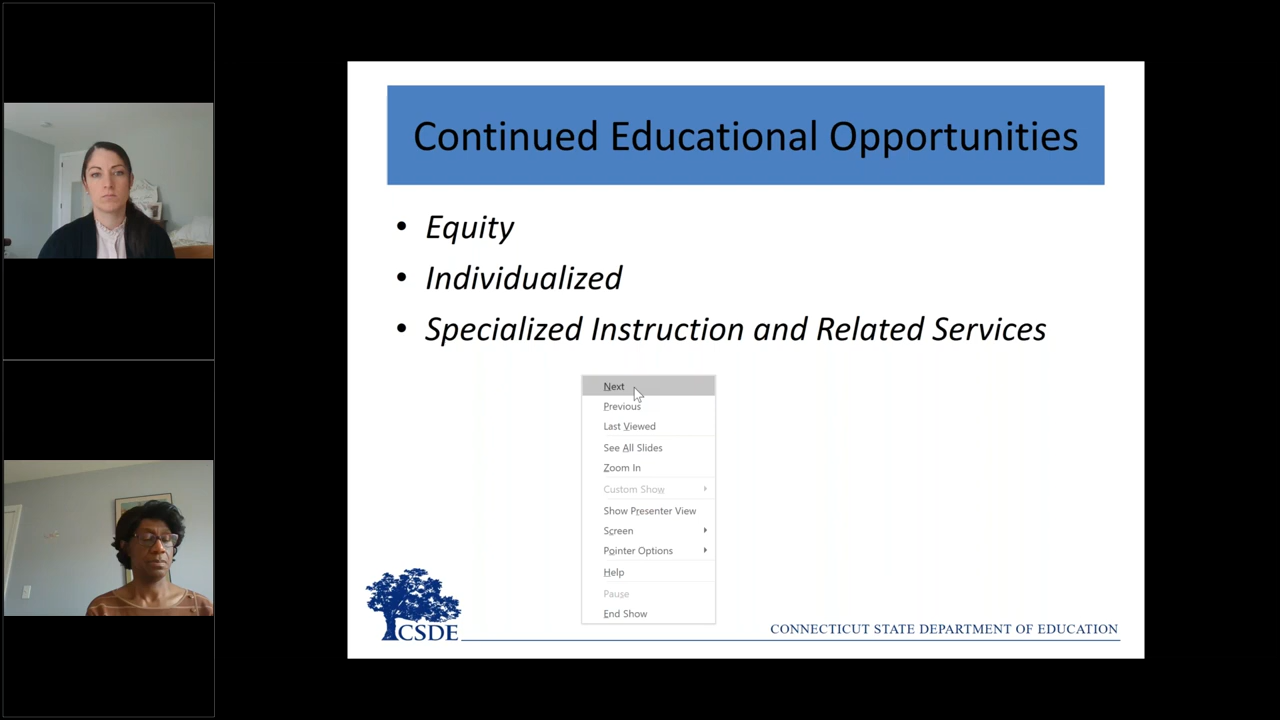 Continued Educational Opportunities
• Equity
• Individualized
• Specialized Instruction and Related Services
Next
Previous
Last Viewed
See All Slides
Zoom In
Custom Show
Show Presenter View
Screen
Pointer Options
Help
Pause
End Show
CSDE
CONNECTICUT STATE DEPARTMENT OF EDUCATION